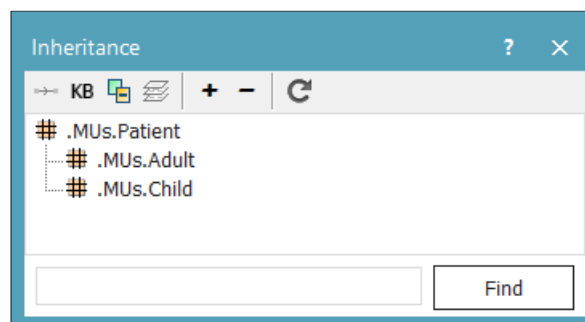 Inheritance ? ×
KB + −
.MUs.Patient
.MUs.Adult
.MUs.Child
Find